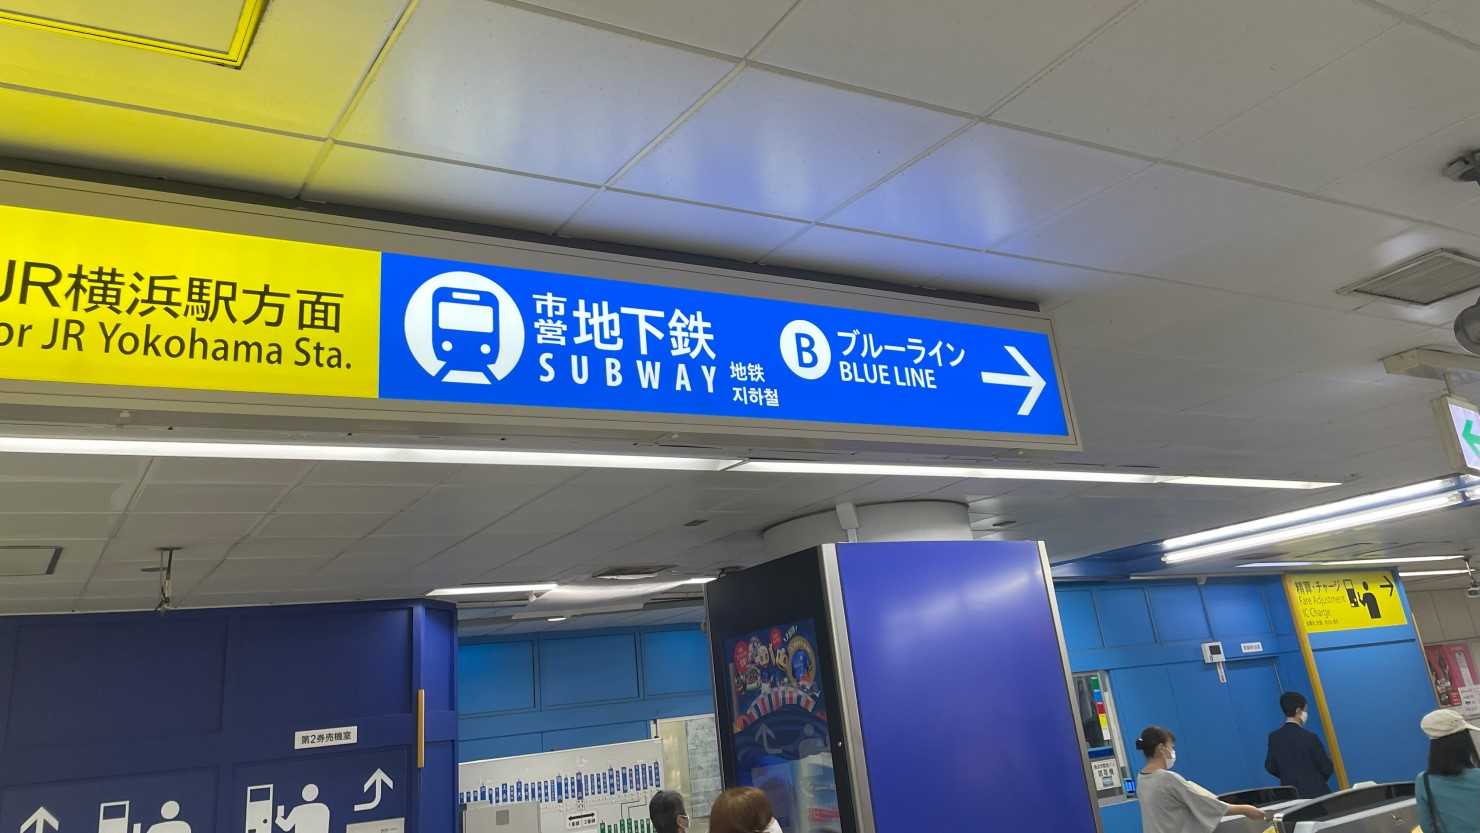 JR横浜駅方面
or JR Yokohama Sta.
市営地下鉄
SUBWAY
地铁
지하철
B ブルーライン
BLUE LINE
精算・チャージ
Fare Adjustment
IC Charge
第2券売機室